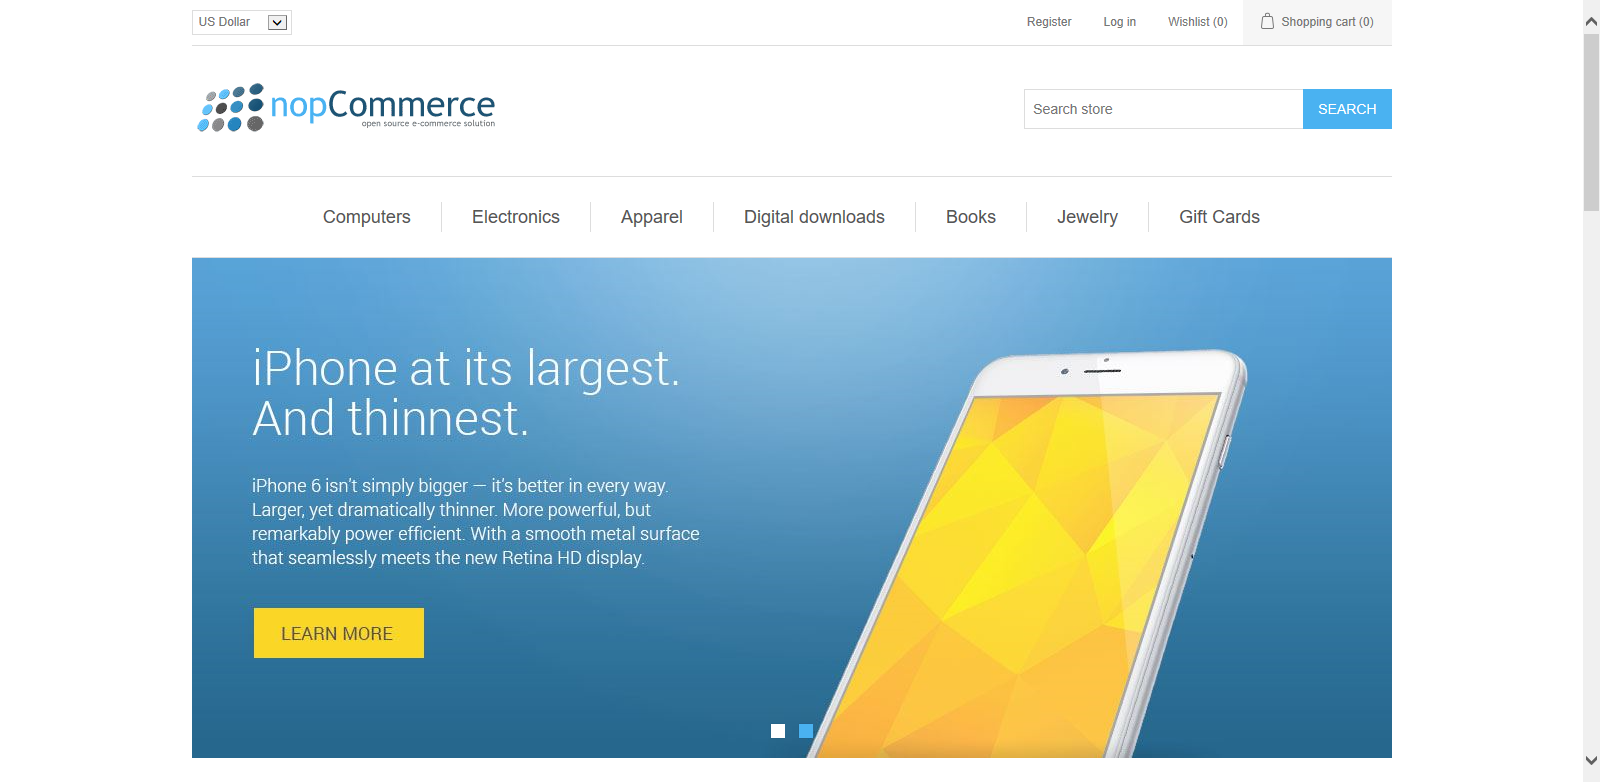 US Dollar
Register
Log in
Wishlist (0)
Shopping cart (0)
nopCommerce
open source e-commerce solution
Search store
SEARCH
Computers
Electronics
Apparel
Digital downloads
Books
Jewelry
Gift Cards
iPhone at its largest.
And thinnest.
iPhone 6 isn’t simply bigger — it’s better in every way.
Larger, yet dramatically thinner. More powerful, but
remarkably power efficient. With a smooth metal surface
that seamlessly meets the new Retina HD display.
LEARN MORE